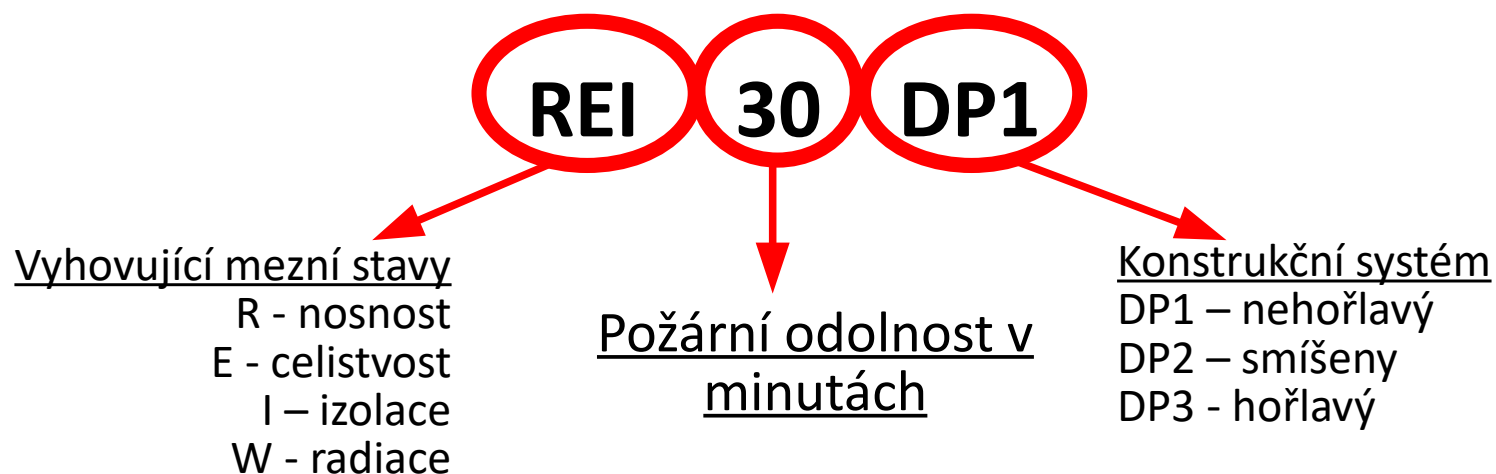 REI 30 DP1
Vyhovující mezní stavy
R - nosnost
E - celistvost
I – izolace
W - radiace
Požární odolnost v
minutách
Konstrukční systém
DP1 – nehořlavý
DP2 – smíšeny
DP3 - hořlavý